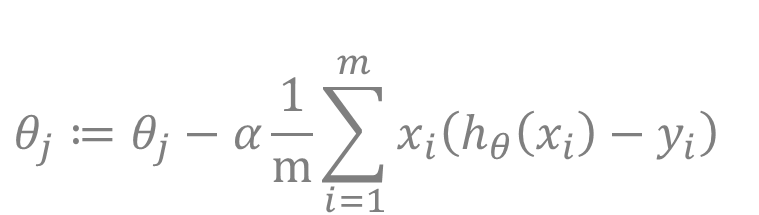 θⱼ := θⱼ − α 1/m ∑ᵢ₌₁ᵐ xᵢ(h_θ(xᵢ) − yᵢ)